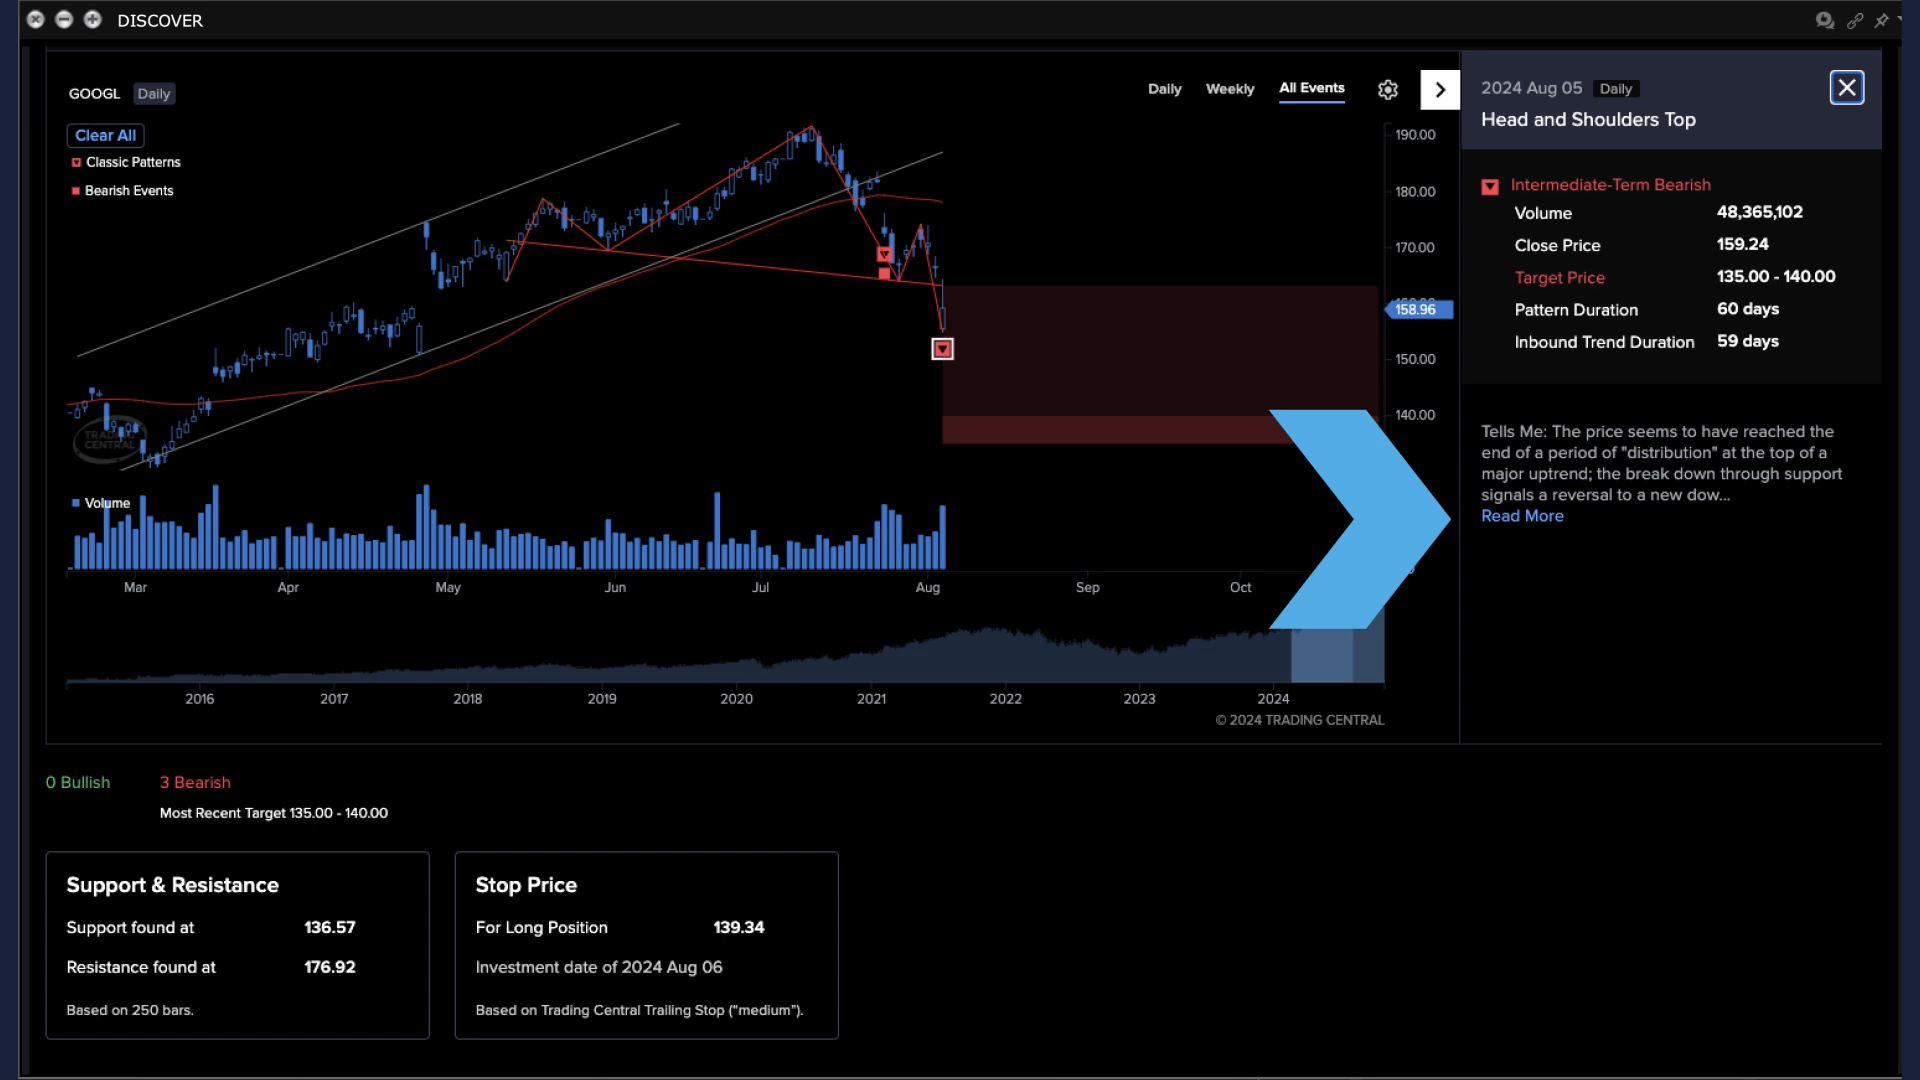 DISCOVER
GOOGL Daily
Daily Weekly All Events
Clear All
Classic Patterns
Bearish Events
190.00
180.00
170.00
158.96
150.00
140.00
TRADING
CENTRAL
Volume
Mar Apr May Jun Jul Aug Sep Oct
2016 2017 2018 2019 2020 2021 2022 2023 2024
© 2024 TRADING CENTRAL
2024 Aug 05 Daily
Head and Shoulders Top
Intermediate-Term Bearish
Volume 48,365,102
Close Price 159.24
Target Price 135.00 - 140.00
Pattern Duration 60 days
Inbound Trend Duration 59 days
Tells Me: The price seems to have reached the
end of a period of "distribution" at the top of a
major uptrend; the break down through support
signals a reversal to a new dow...
Read More
0 Bullish 3 Bearish
Most Recent Target 135.00 - 140.00
Support & Resistance
Support found at 136.57
Resistance found at 176.92
Based on 250 bars.
Stop Price
For Long Position 139.34
Investment date of 2024 Aug 06
Based on Trading Central Trailing Stop ("medium").